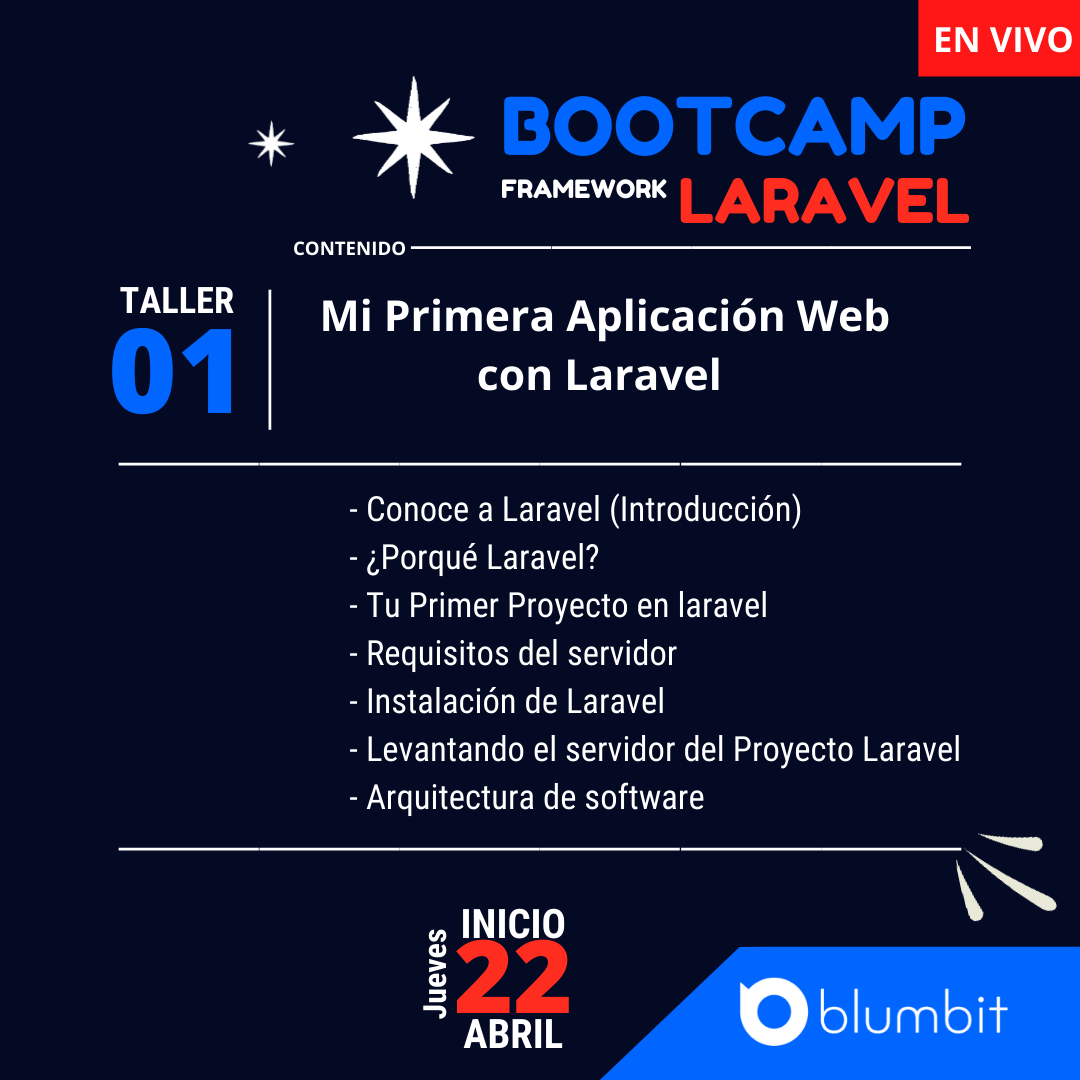 EN VIVO
BOOTCAMP
FRAMEWORK LARAVEL
CONTENIDO
TALLER
01
Mi Primera Aplicación Web
con Laravel
- Conoce a Laravel (Introducción)
- ¿Porqué Laravel?
- Tu Primer Proyecto en laravel
- Requisitos del servidor
- Instalación de Laravel
- Levantando el servidor del Proyecto Laravel
- Arquitectura de software
INICIO
Jueves
22
ABRIL
blumbit